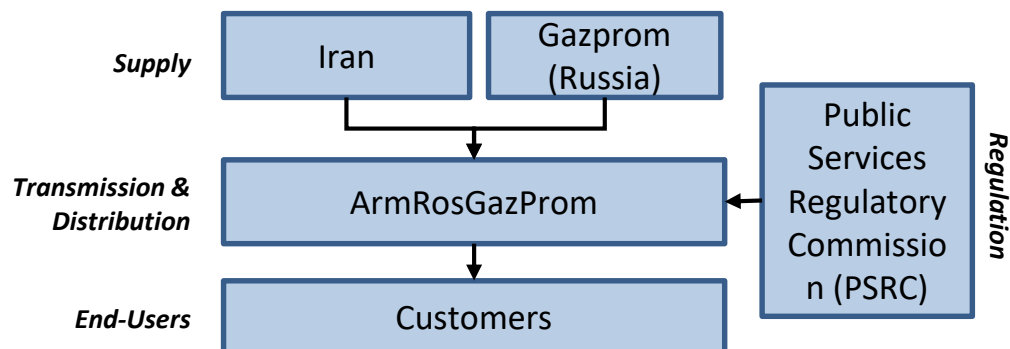 Supply
Iran
Gazprom
(Russia)
Transmission &
Distribution
ArmRosGazProm
Public
Services
Regulatory
Commissio
n (PSRC)
Regulation
End-Users
Customers